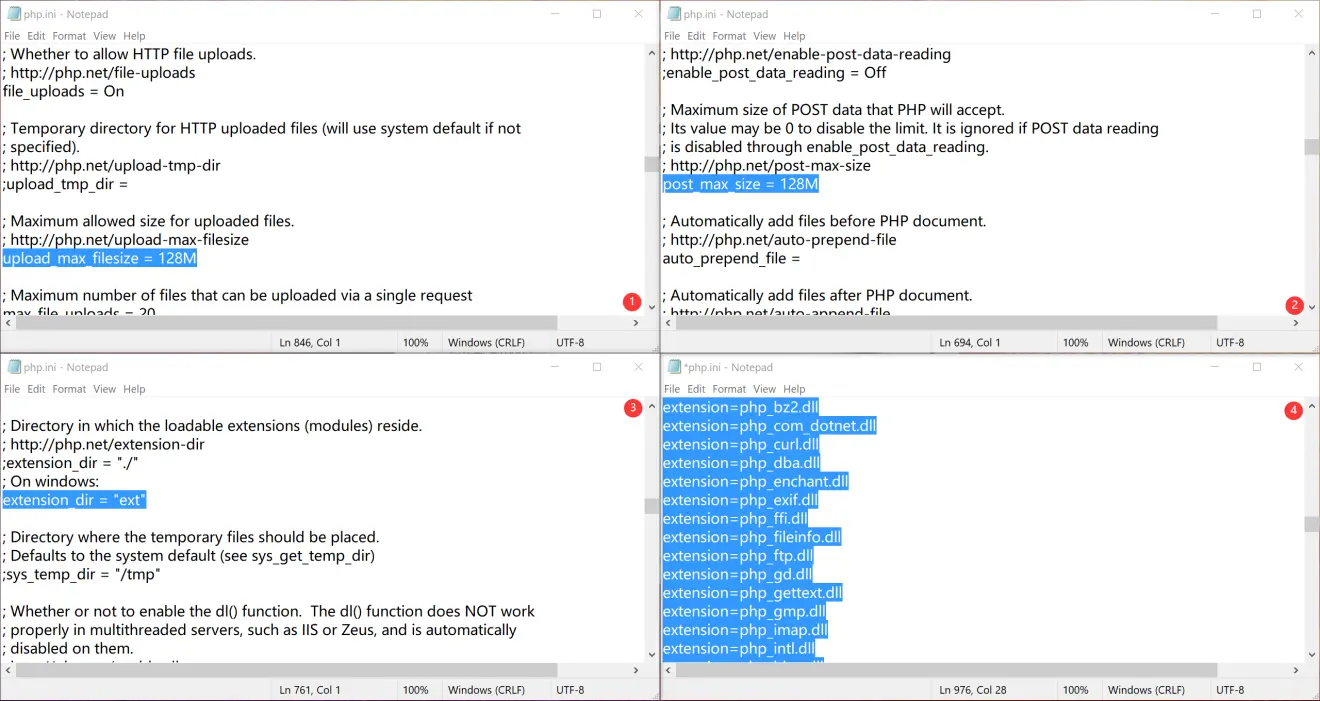 php.ini - Notepad
File Edit Format View Help
; Whether to allow HTTP file uploads.
; http://php.net/file-uploads
file_uploads = On
; Temporary directory for HTTP uploaded files (will use system default if not
; specified).
; http://php.net/upload-tmp-dir
;upload_tmp_dir =
; Maximum allowed size for uploaded files.
; http://php.net/upload-max-filesize
upload_max_filesize = 128M
; Maximum number of files that can be uploaded via a single request
max_file_uploads = 20
1
Ln 846, Col 1 100% Windows (CRLF) UTF-8
php.ini - Notepad
File Edit Format View Help
; http://php.net/enable-post-data-reading
;enable_post_data_reading = Off
; Maximum size of POST data that PHP will accept.
; Its value may be 0 to disable the limit. It is ignored if POST data reading
; is disabled through enable_post_data_reading.
; http://php.net/post-max-size
post_max_size = 128M
; Automatically add files before PHP document.
; http://php.net/auto-prepend-file
auto_prepend_file =
; Automatically add files after PHP document.
; http://php.net/auto-append-file
2
Ln 694, Col 1 100% Windows (CRLF) UTF-8
php.ini - Notepad
File Edit Format View Help
3
; Directory in which the loadable extensions (modules) reside.
; http://php.net/extension-dir
;extension_dir = "./"
; On windows:
extension_dir = "ext"
; Directory where the temporary files should be placed.
; Defaults to the system default (see sys_get_temp_dir)
;sys_temp_dir = "/tmp"
; Whether or not to enable the dl() function.  The dl() function does NOT work
; properly in multithreaded servers, such as IIS or Zeus, and is automatically
; disabled on them.
Ln 761, Col 1 100% Windows (CRLF) UTF-8
*php.ini - Notepad
File Edit Format View Help
4
extension=php_bz2.dll
extension=php_com_dotnet.dll
extension=php_curl.dll
extension=php_dba.dll
extension=php_enchant.dll
extension=php_exif.dll
extension=php_ffi.dll
extension=php_fileinfo.dll
extension=php_ftp.dll
extension=php_gd.dll
extension=php_gettext.dll
extension=php_gmp.dll
extension=php_imap.dll
extension=php_intl.dll
Ln 976, Col 28 100% Windows (CRLF) UTF-8